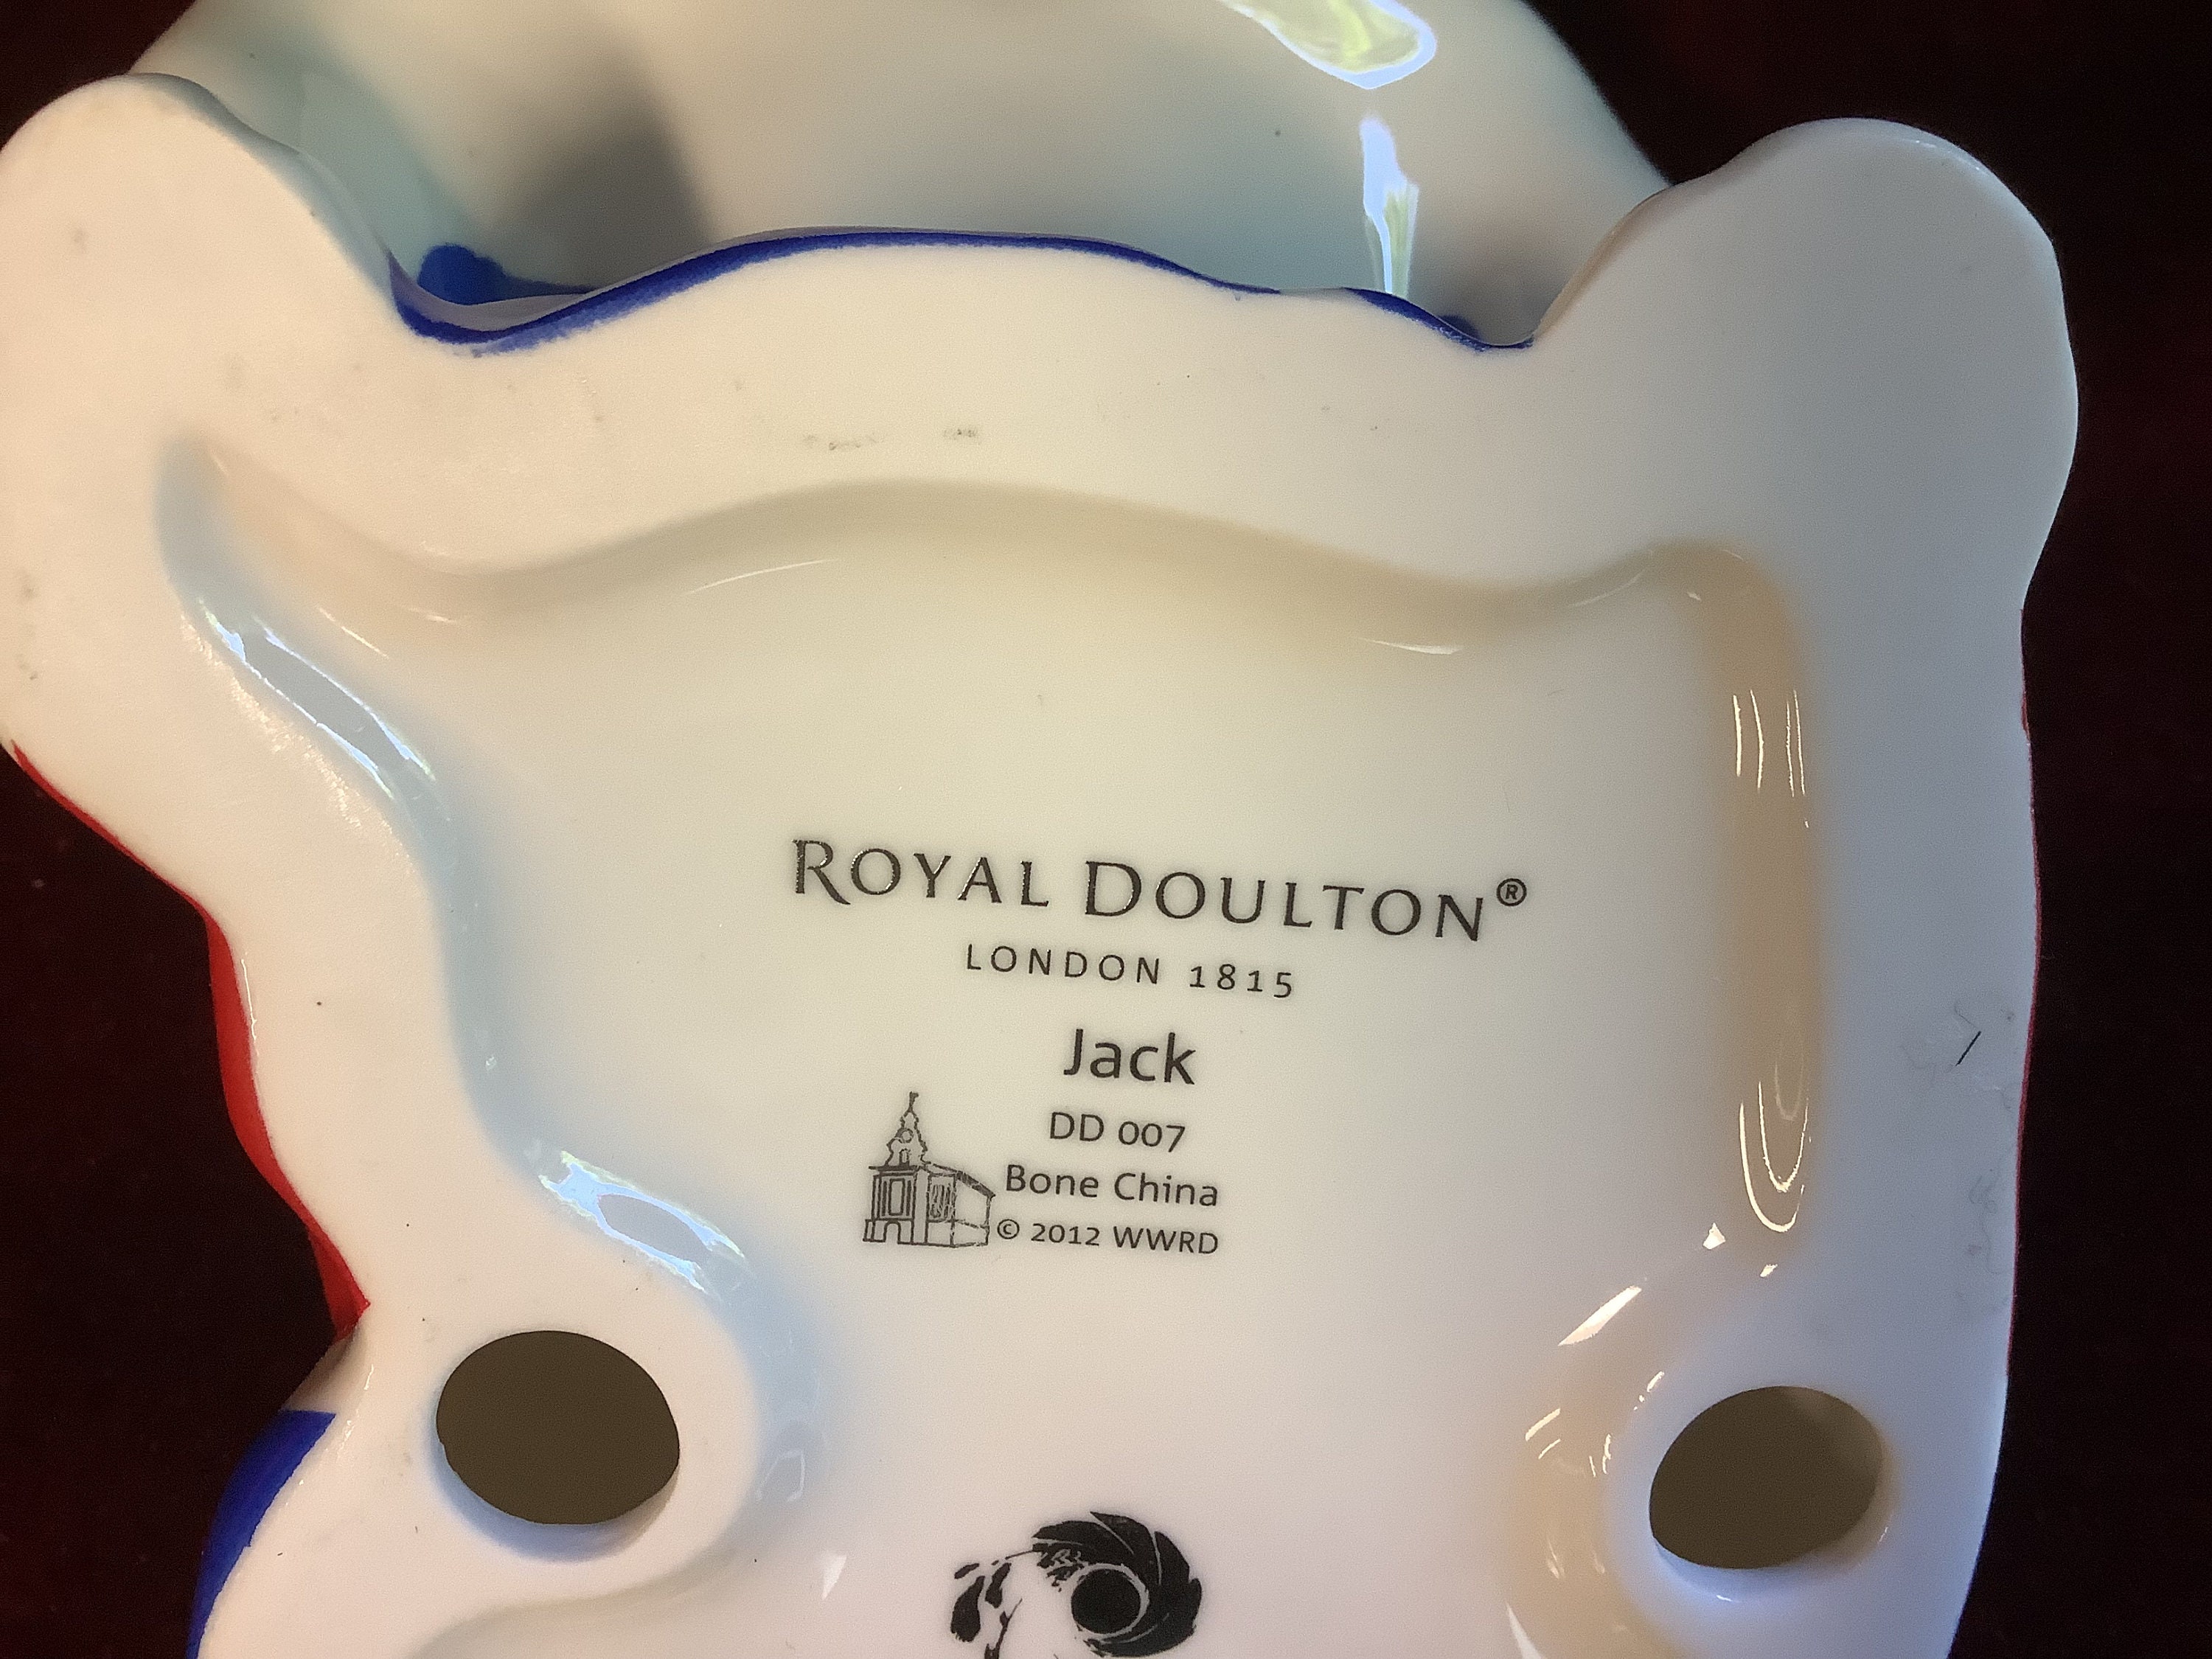 ROYAL DOULTON®
LONDON 1815
Jack
DD 007
Bone China
© 2012 WWRD